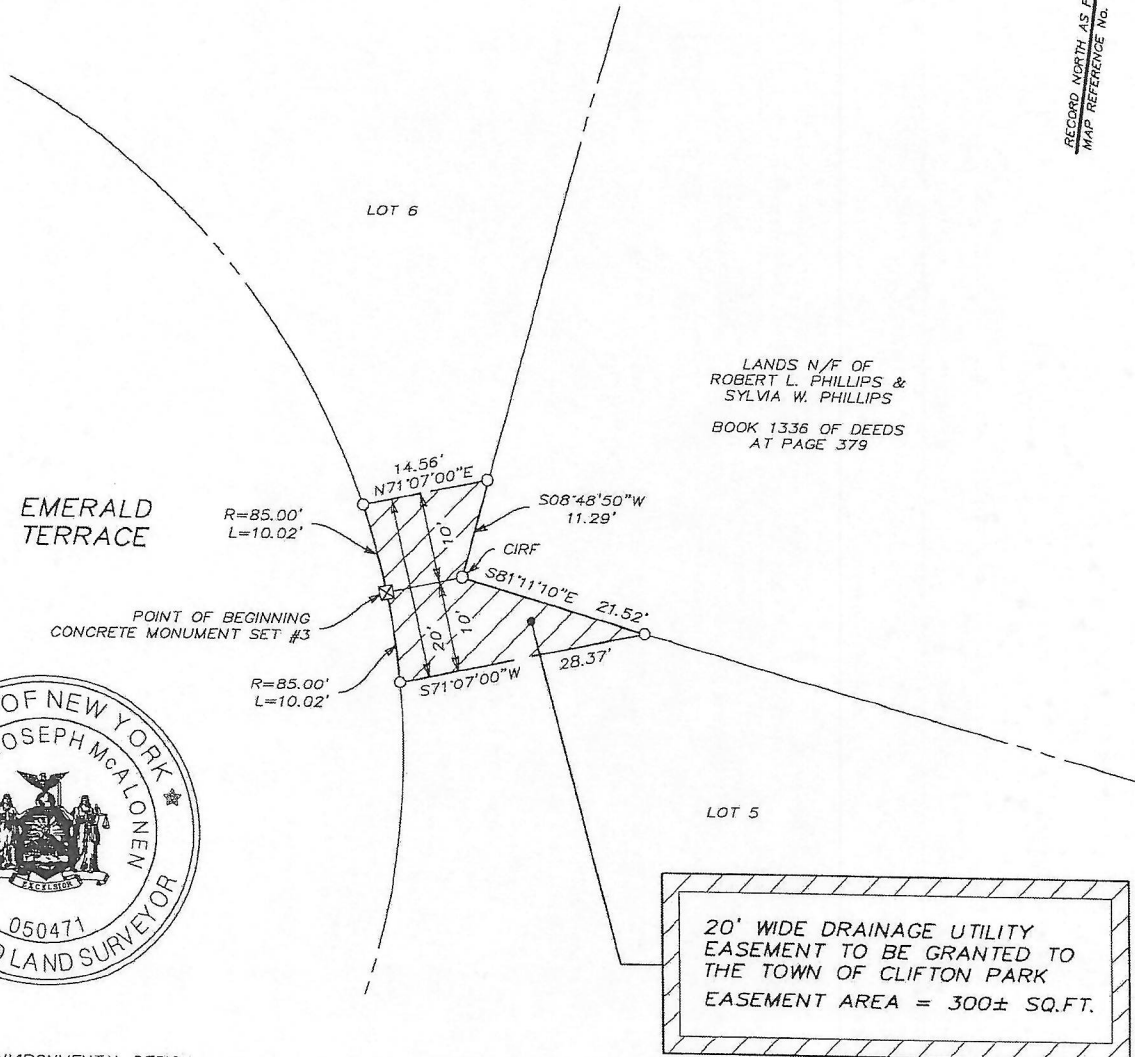 RECORD NORTH AS
MAP REFERENCE No.
LOT 6
LANDS N/F OF
ROBERT L. PHILLIPS &
SYLVIA W. PHILLIPS
BOOK 1336 OF DEEDS
AT PAGE 379
EMERALD
TERRACE
14.56'
N71°07'00"E
R=85.00'
L=10.02'
S08°48'50"W
11.29'
10'
CIRF
S81°11'10"E
21.52'
POINT OF BEGINNING
CONCRETE MONUMENT SET #3
20'
10'
R=85.00'
L=10.02'
S71°07'00"W
28.37'
OF NEW YORK
OSEPH McALONEN
EXCELSIOR
050471
LAND SURVEYOR
LOT 5
20' WIDE DRAINAGE UTILITY
EASEMENT TO BE GRANTED TO
THE TOWN OF CLIFTON PARK
EASEMENT AREA = 300± SQ.FT.